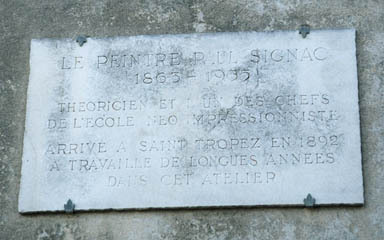 LE PEINTRE PAUL SIGNAC
1863-1935
THEORICIEN ET L'UN DES CHEFS
DE L'ECOLE NEO IMPRESSIONNISTE
ARRIVE A SAINT TROPEZ EN 1892
A TRAVAILLE DE LONGUES ANNEES
DANS CET ATELIER